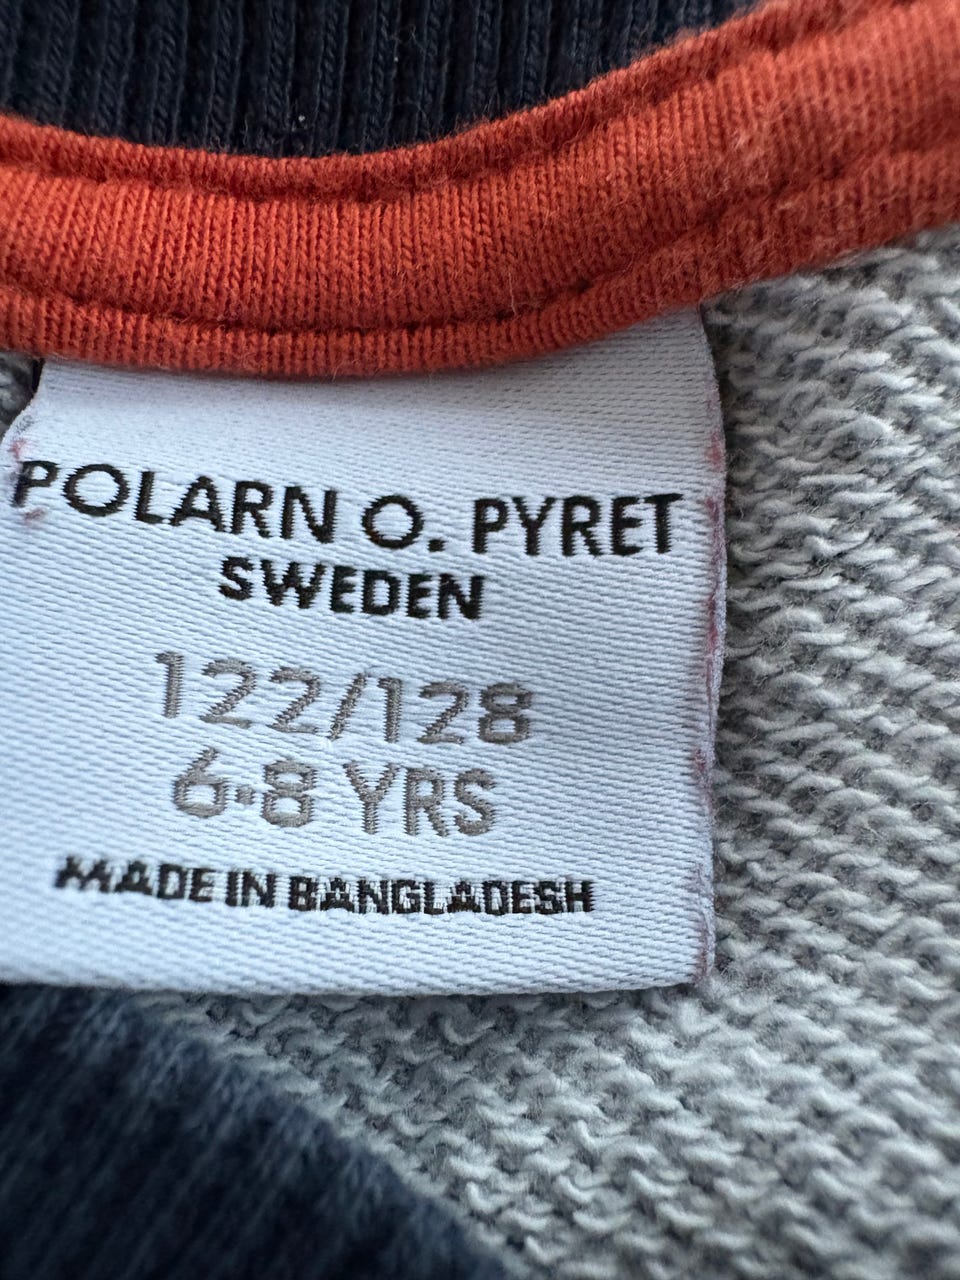 POLARN O. PYRET
SWEDEN
122/128
6-8 YRS
MADE IN BANGLADESH